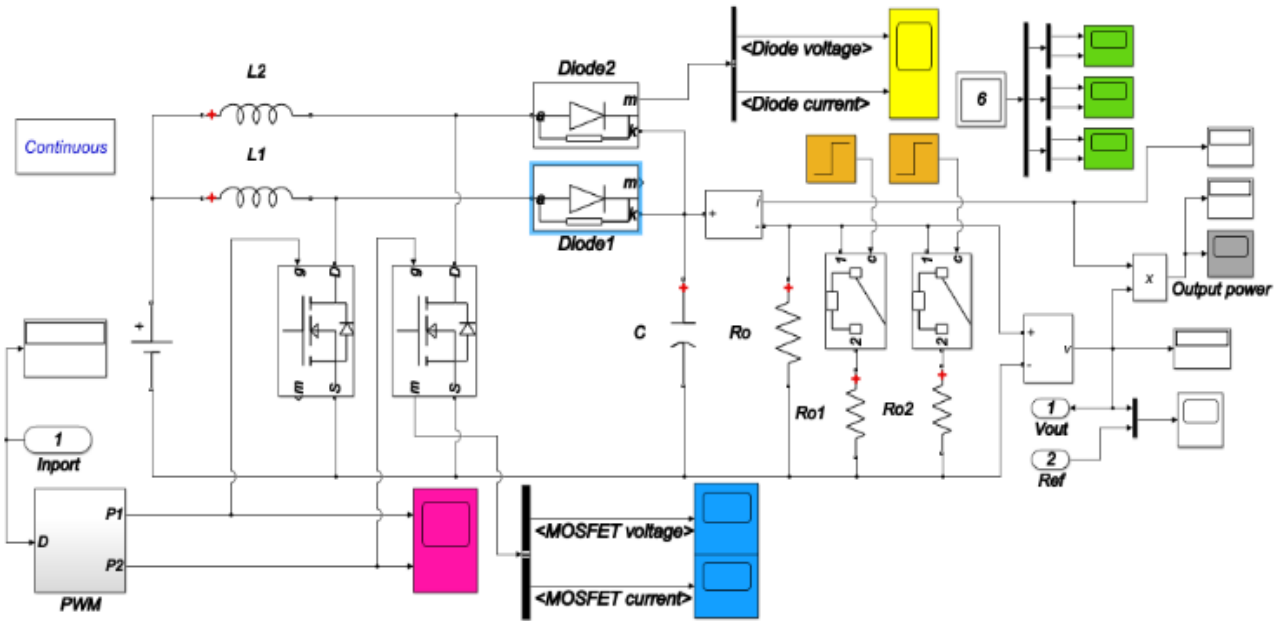 L2
Diode2
<Diode voltage>
<Diode current>
6
m
a
k
Continuous
L1
m
a
k
Diode1
+
i
-
g
D
m
S
g
D
m
S
+
C
Ro
1
c
2
1
c
2
Ro1
Ro2
+
v
-
x
Output power
1
Vout
2
Ref
1
Inport
D
P1
P2
PWM
<MOSFET voltage>
<MOSFET current>